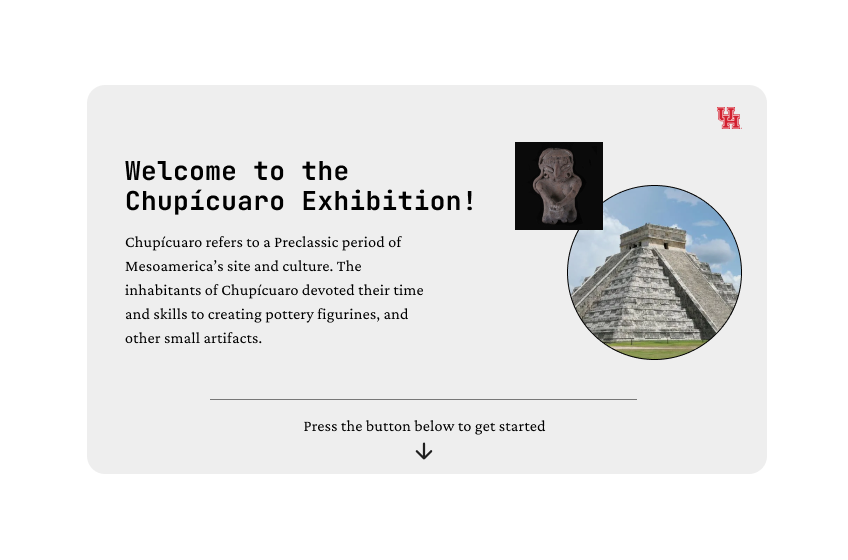 UH
Welcome to the
Chupícuaro Exhibition!
Chupícuaro refers to a Preclassic period of
Mesoamerica’s site and culture. The
inhabitants of Chupícuaro devoted their time
and skills to creating pottery figurines, and
other small artifacts.
Press the button below to get started